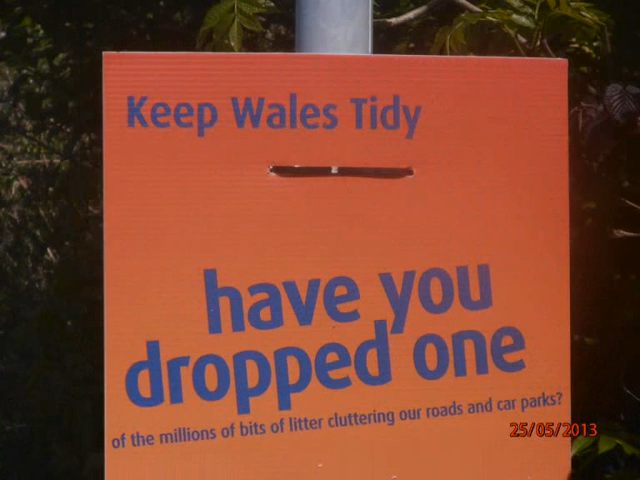 Keep Wales Tidy
have you
dropped one
of the millions of bits of litter cluttering our roads and car parks?
25/05/2013